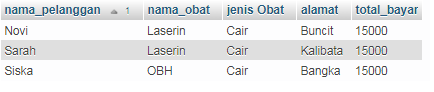 nama_pelanggan 1 nama_obat jenis Obat alamat total_bayar
Novi Laserin Cair Buncit 15000
Sarah Laserin Cair Kalibata 15000
Siska OBH Cair Bangka 15000